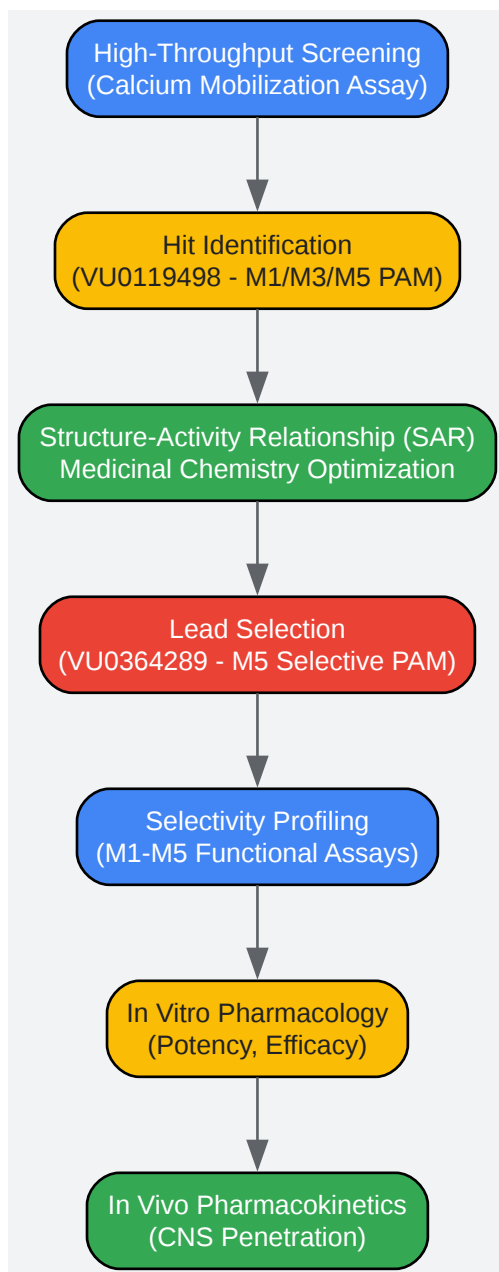 High-Throughput Screening
(Calcium Mobilization Assay)
Hit Identification
(VU0119498 - M1/M3/M5 PAM)
Structure-Activity Relationship (SAR)
Medicinal Chemistry Optimization
Lead Selection
(VU0364289 - M5 Selective PAM)
Selectivity Profiling
(M1-M5 Functional Assays)
In Vitro Pharmacology
(Potency, Efficacy)
In Vivo Pharmacokinetics
(CNS Penetration)